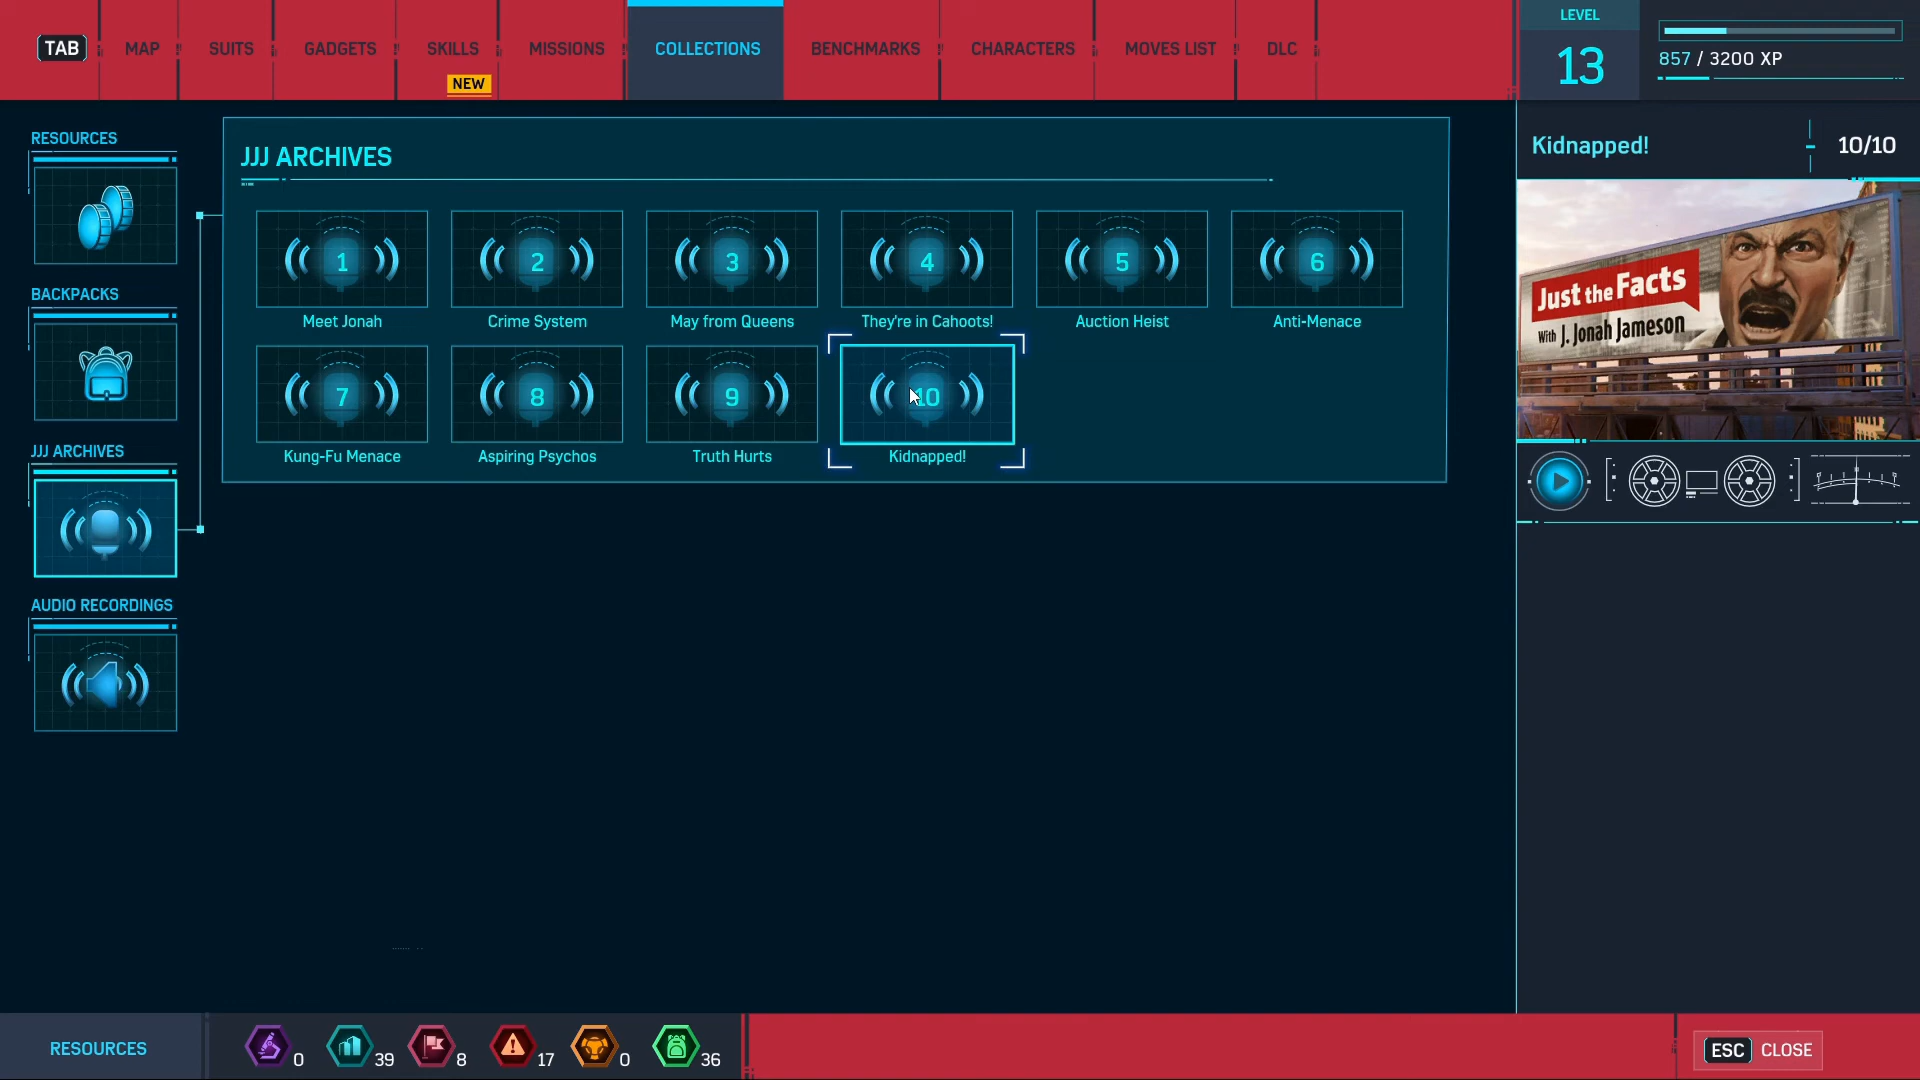 TAB
MAP
SUITS
GADGETS
SKILLS
NEW
MISSIONS
COLLECTIONS
BENCHMARKS
CHARACTERS
MOVES LIST
DLC
LEVEL
13
857 / 3200 XP
RESOURCES
BACKPACKS
JJJ ARCHIVES
AUDIO RECORDINGS
JJJ ARCHIVES
1
2
3
4
5
6
Meet Jonah
Crime System
May from Queens
They're in Cahoots!
Auction Heist
Anti-Menace
7
8
9
10
Kung-Fu Menace
Aspiring Psychos
Truth Hurts
Kidnapped!
Kidnapped!
10/10
Just the Facts
With J. Jonah Jameson
RESOURCES
0
39
8
17
0
36
ESC CLOSE